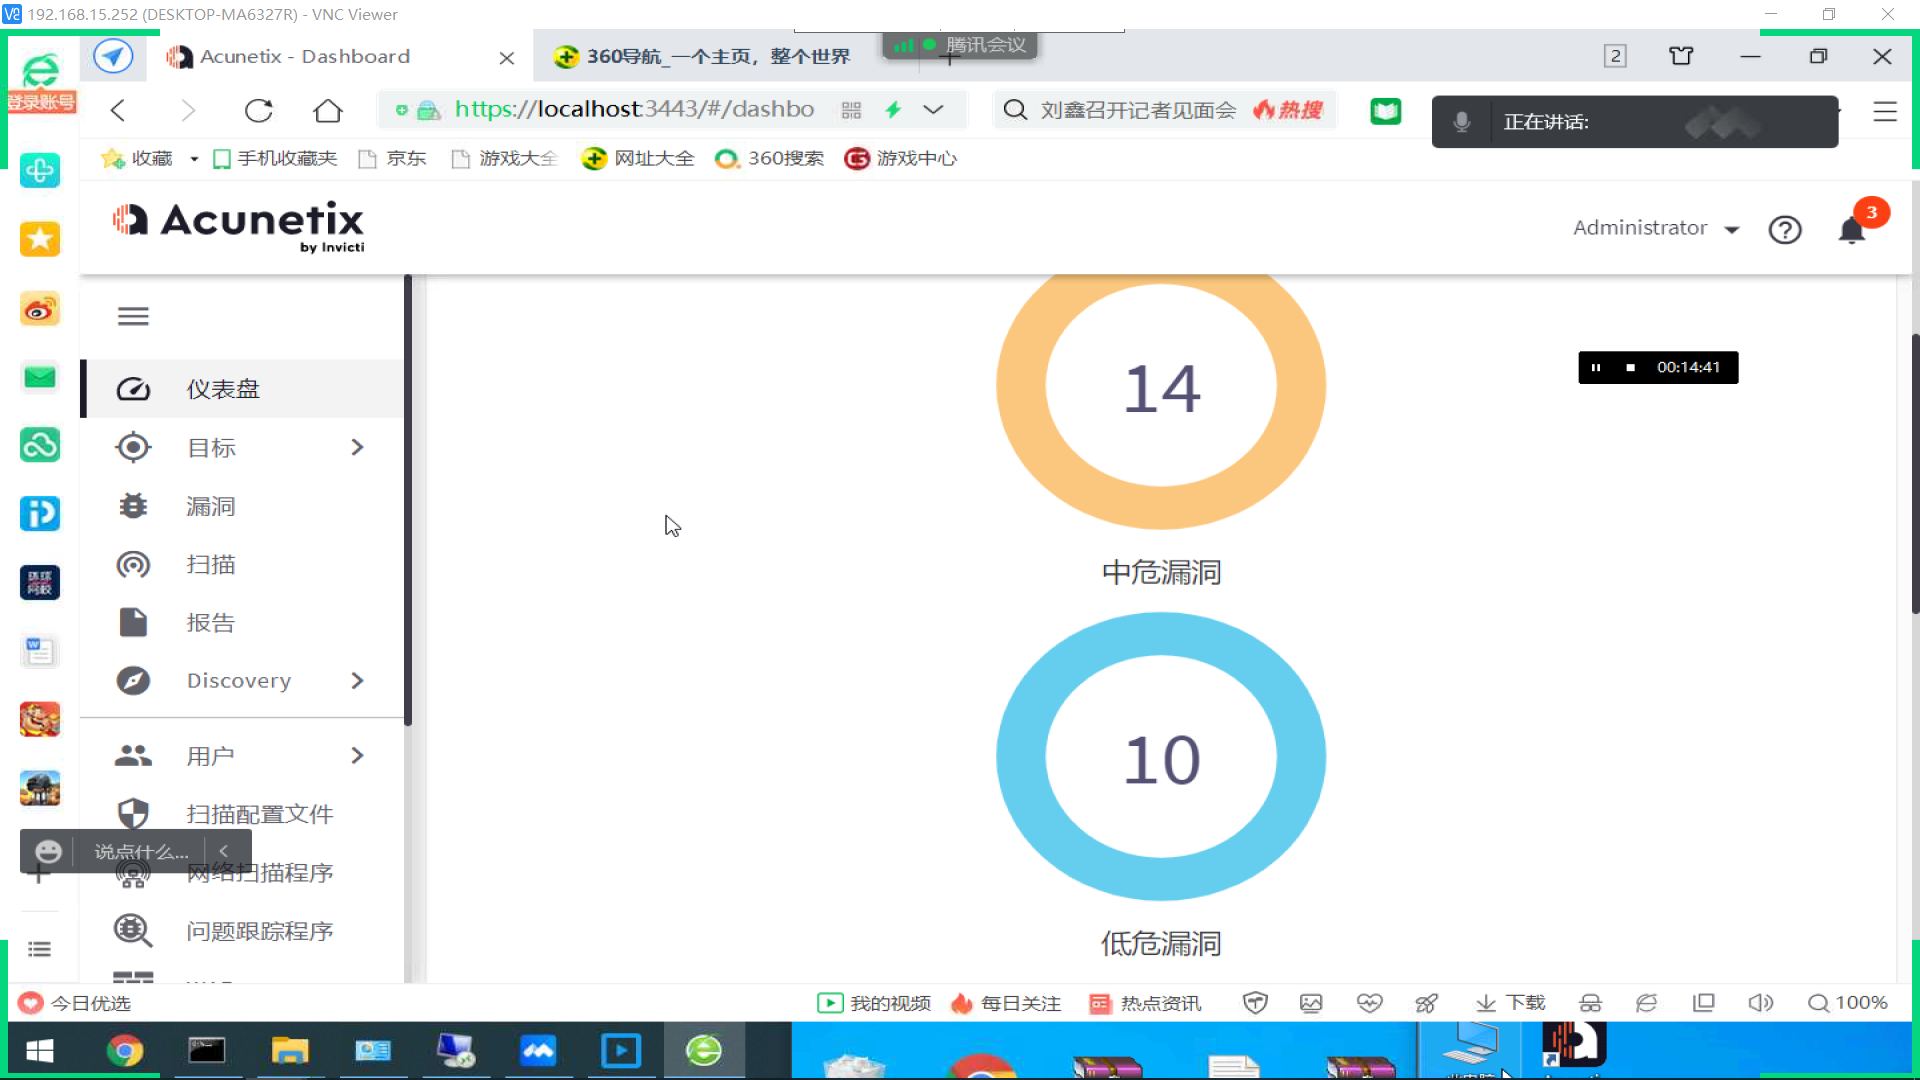 192.168.15.252 (DESKTOP-MA6327R) - VNC Viewer
登录账号
Acunetix - Dashboard
360导航_一个主页，整个世界
腾讯会议
2
https://localhost:3443/#/dashbo
刘鑫召开记者见面会
热搜
正在讲话:
收藏
手机收藏夹
京东
游戏大全
网址大全
360搜索
游戏中心
Acunetix
by Invicti
Administrator
3
仪表盘
目标
漏洞
扫描
报告
Discovery
用户
扫描配置文件
网络扫描程序
问题跟踪程序
说点什么...
环球
网校
14
中危漏洞
10
低危漏洞
00:14:41
今日优选
我的视频
每日关注
热点资讯
下载
100%